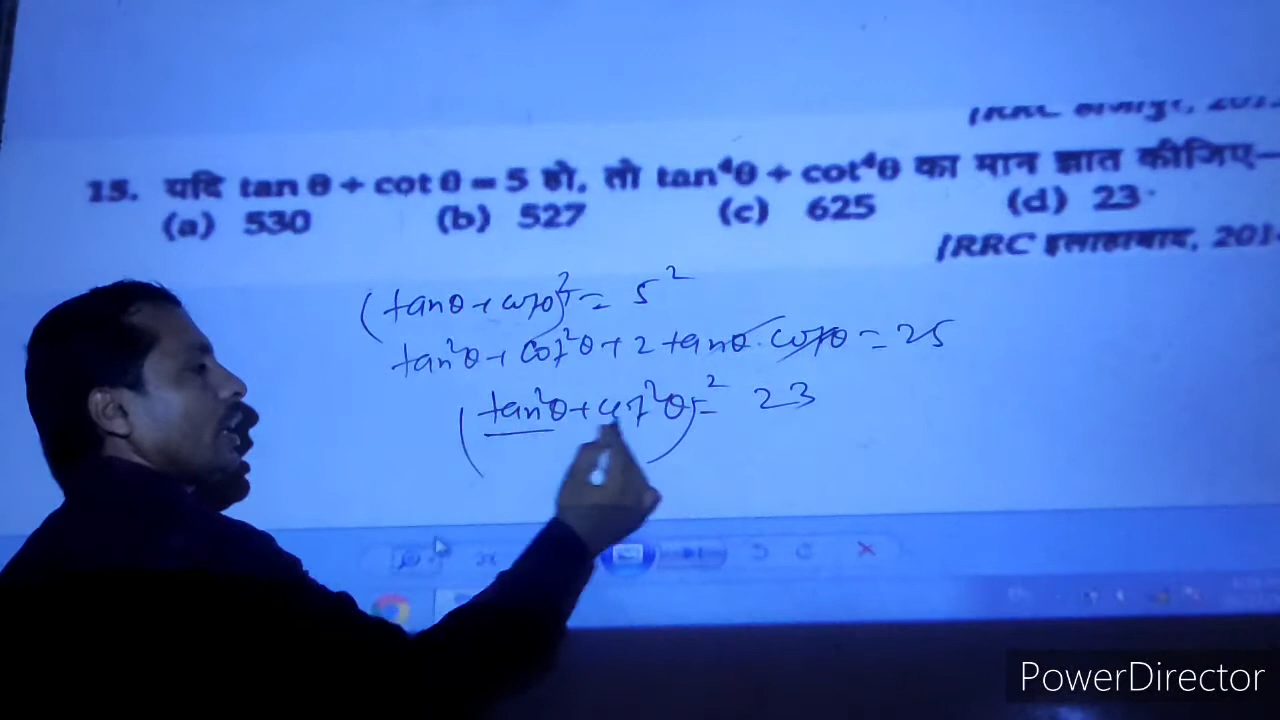 15. यदि tan θ + cot θ = 5 हो, तो tan⁴θ + cot⁴θ का मान ज्ञात कीजिए–
(a) 530 (b) 527 (c) 625 (d) 23
[RRC इलाहाबाद, 201
(tanθ + cotθ)² = 5²
tan²θ + cot²θ + 2 tanθ. cotθ = 25
(tan²θ + cot²θ)² = 23
PowerDirector